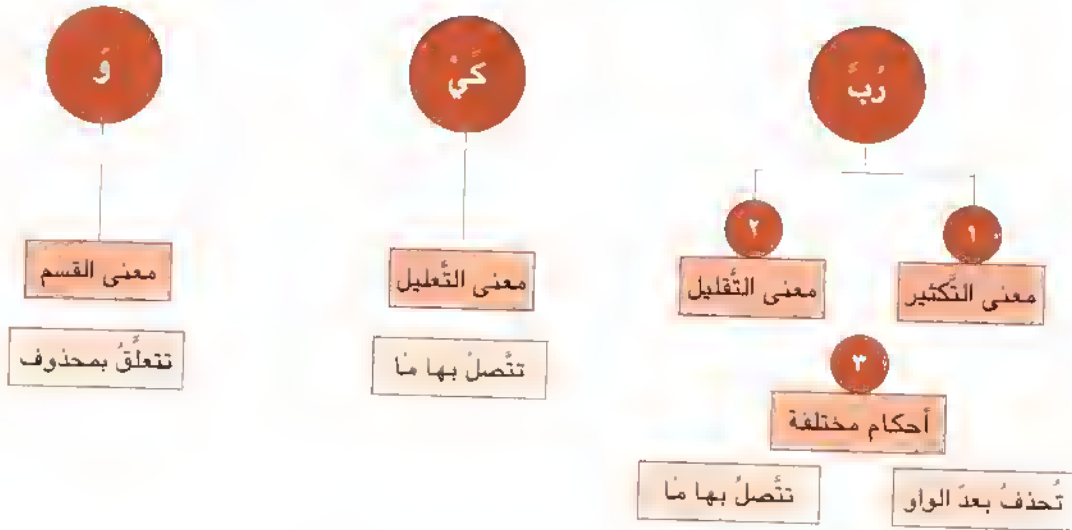 رُبَّ
١
معنى التَّكثير
٢
معنى التَّقليل
٣
أحكام مختلفة
تُحذفُ بعدَ الواو
تتَّصلُ بها مَا
كَيْ
معنى التَّعليل
تتَّصلُ بها مَا
وَ
معنى القسَم
تتعلَّقُ بمحذوف